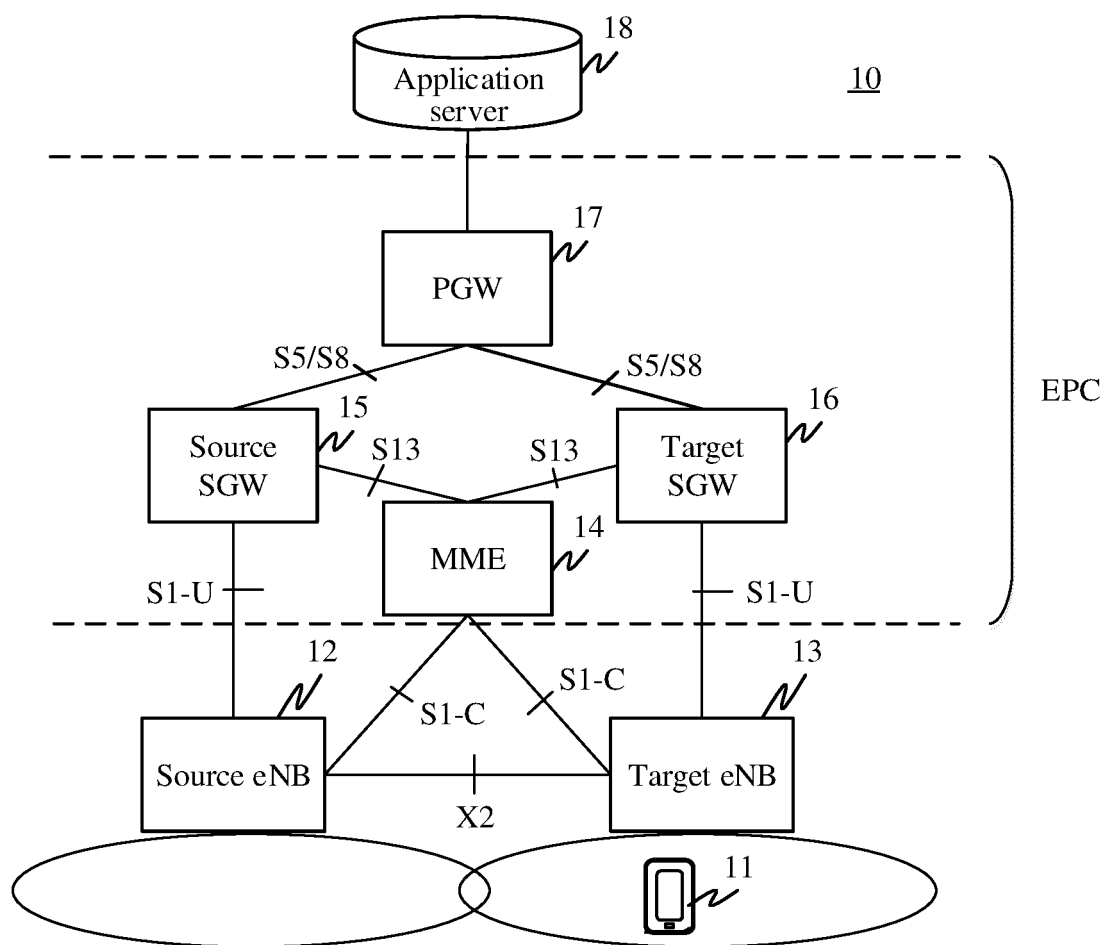 18
Application
server
10
17
PGW
S5/S8
S5/S8
EPC
15
16
Source
SGW
S13
S13
Target
SGW
14
MME
S1-U
S1-U
12
13
S1-C
S1-C
Source eNB
Target eNB
X2
11